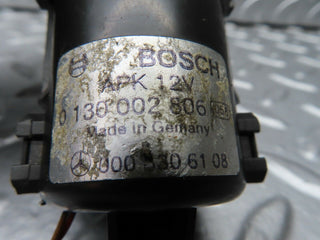 BOSCH
APK 12V
0 130 002 806
Made in Germany
000 830 61 08